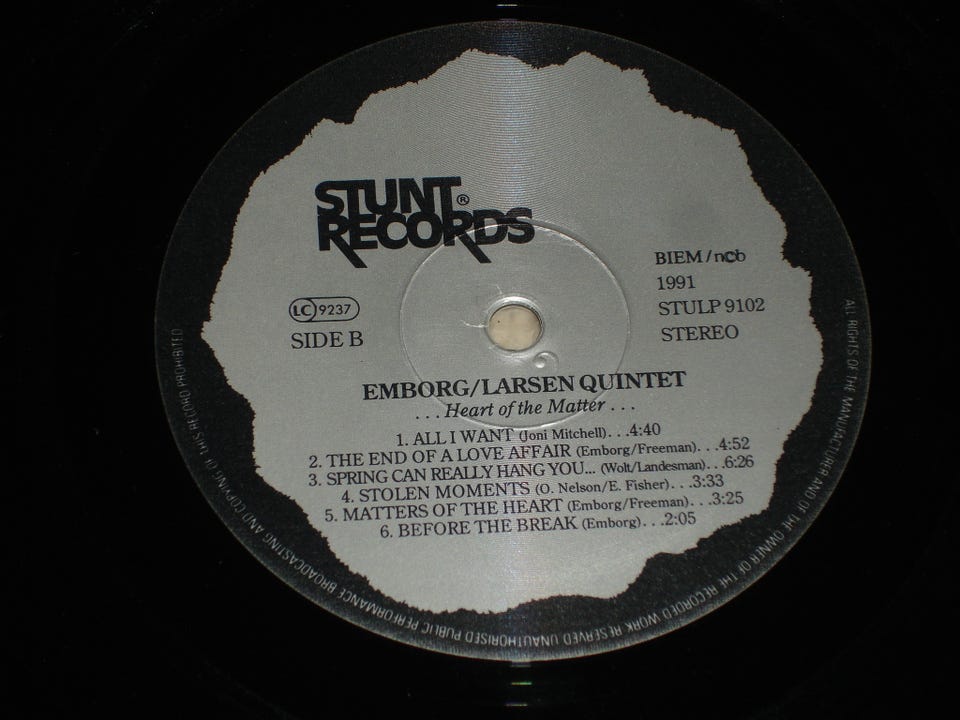 STUNT®
RECORDS
BIEM/ncb
1991
STULP 9102
STEREO
LC 9237
SIDE B
EMBORG/LARSEN QUINTET
...Heart of the Matter...
1. ALL I WANT (Joni Mitchell)...4:40
2. THE END OF A LOVE AFFAIR (Emborg/Freeman)...4:52
3. SPRING CAN REALLY HANG YOU... (Wolt/Landesman)...6:26
4. STOLEN MOMENTS (O. Nelson/E. Fisher)...3:33
5. MATTERS OF THE HEART (Emborg/Freeman)...3:25
6. BEFORE THE BREAK (Emborg)...2:05
ALL RIGHTS OF THE MANUFACTURER AND OF THE OWNER OF THE RECORDED WORK RESERVED UNAUTHORISED PUBLIC PERFORMANCE BROADCASTING AND COPYING OF THIS RECORD PROHIBITED